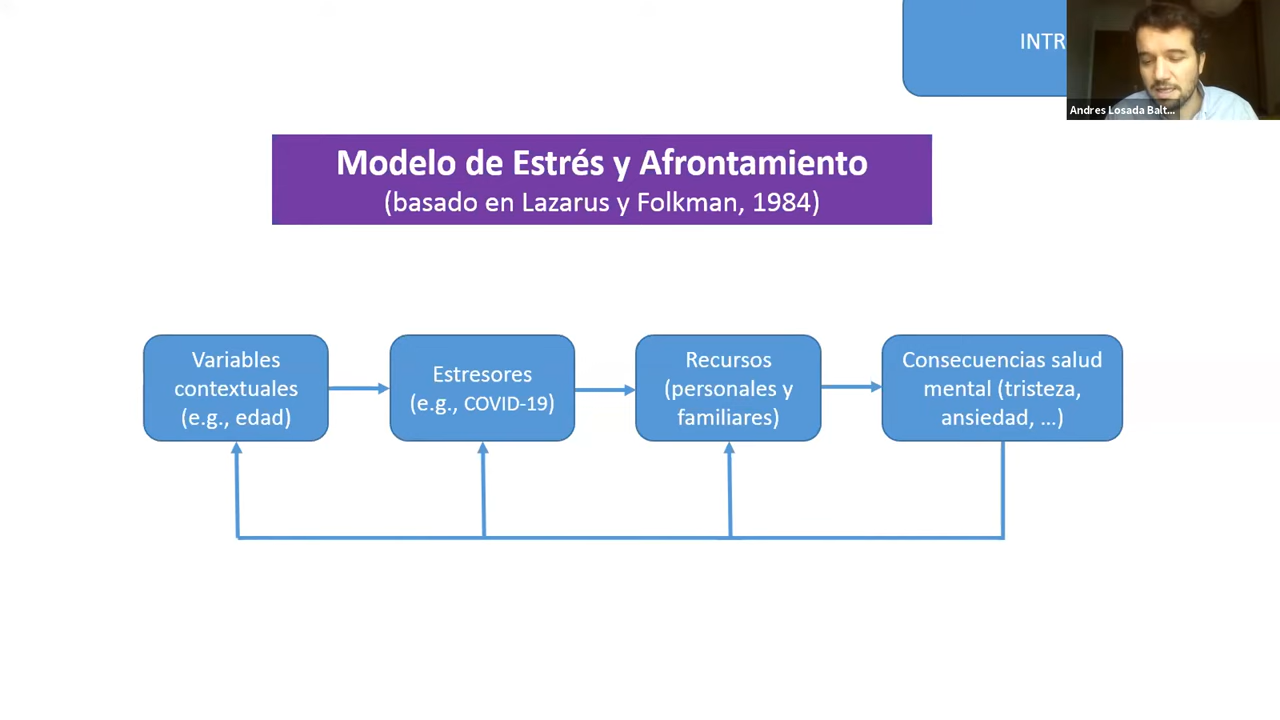 INTR
Andres Losada Balt...
Modelo de Estrés y Afrontamiento
(basado en Lazarus y Folkman, 1984)
Variables
contextuales
(e.g., edad)
Estresores
(e.g., COVID-19)
Recursos
(personales y
familiares)
Consecuencias salud
mental (tristeza,
ansiedad, ...)